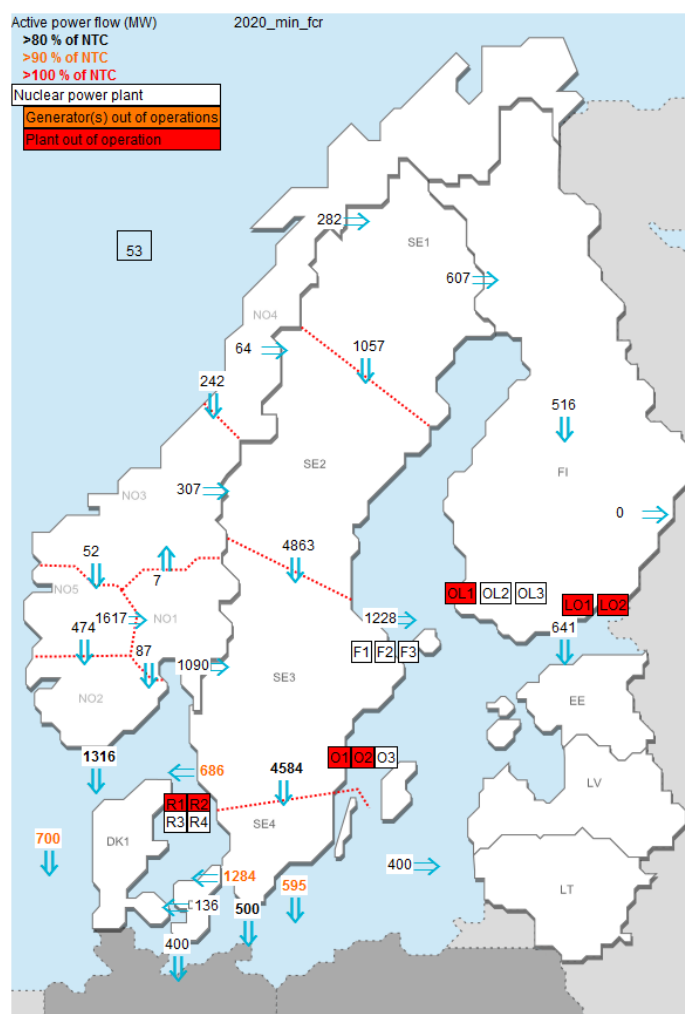 Active power flow (MW) 2020_min_fcr
>80 % of NTC
>90 % of NTC
>100 % of NTC
Nuclear power plant
Generator(s) out of operations
Plant out of operation
282
SE1
53
607
NO4
64
1057
242
516
SE2
FI
NO3
307
0
52
4863
7
NO5
OL1 OL2 OL3
LO1 LO2
1617 NO1
1228
474
641
87
F1 F2 F3
1090
SE3
NO2
EE
1316
O1 O2 O3
686
4584
LV
R1 R2
R3 R4
SE4
700
DK1
400
LT
1284
595
136
500
400